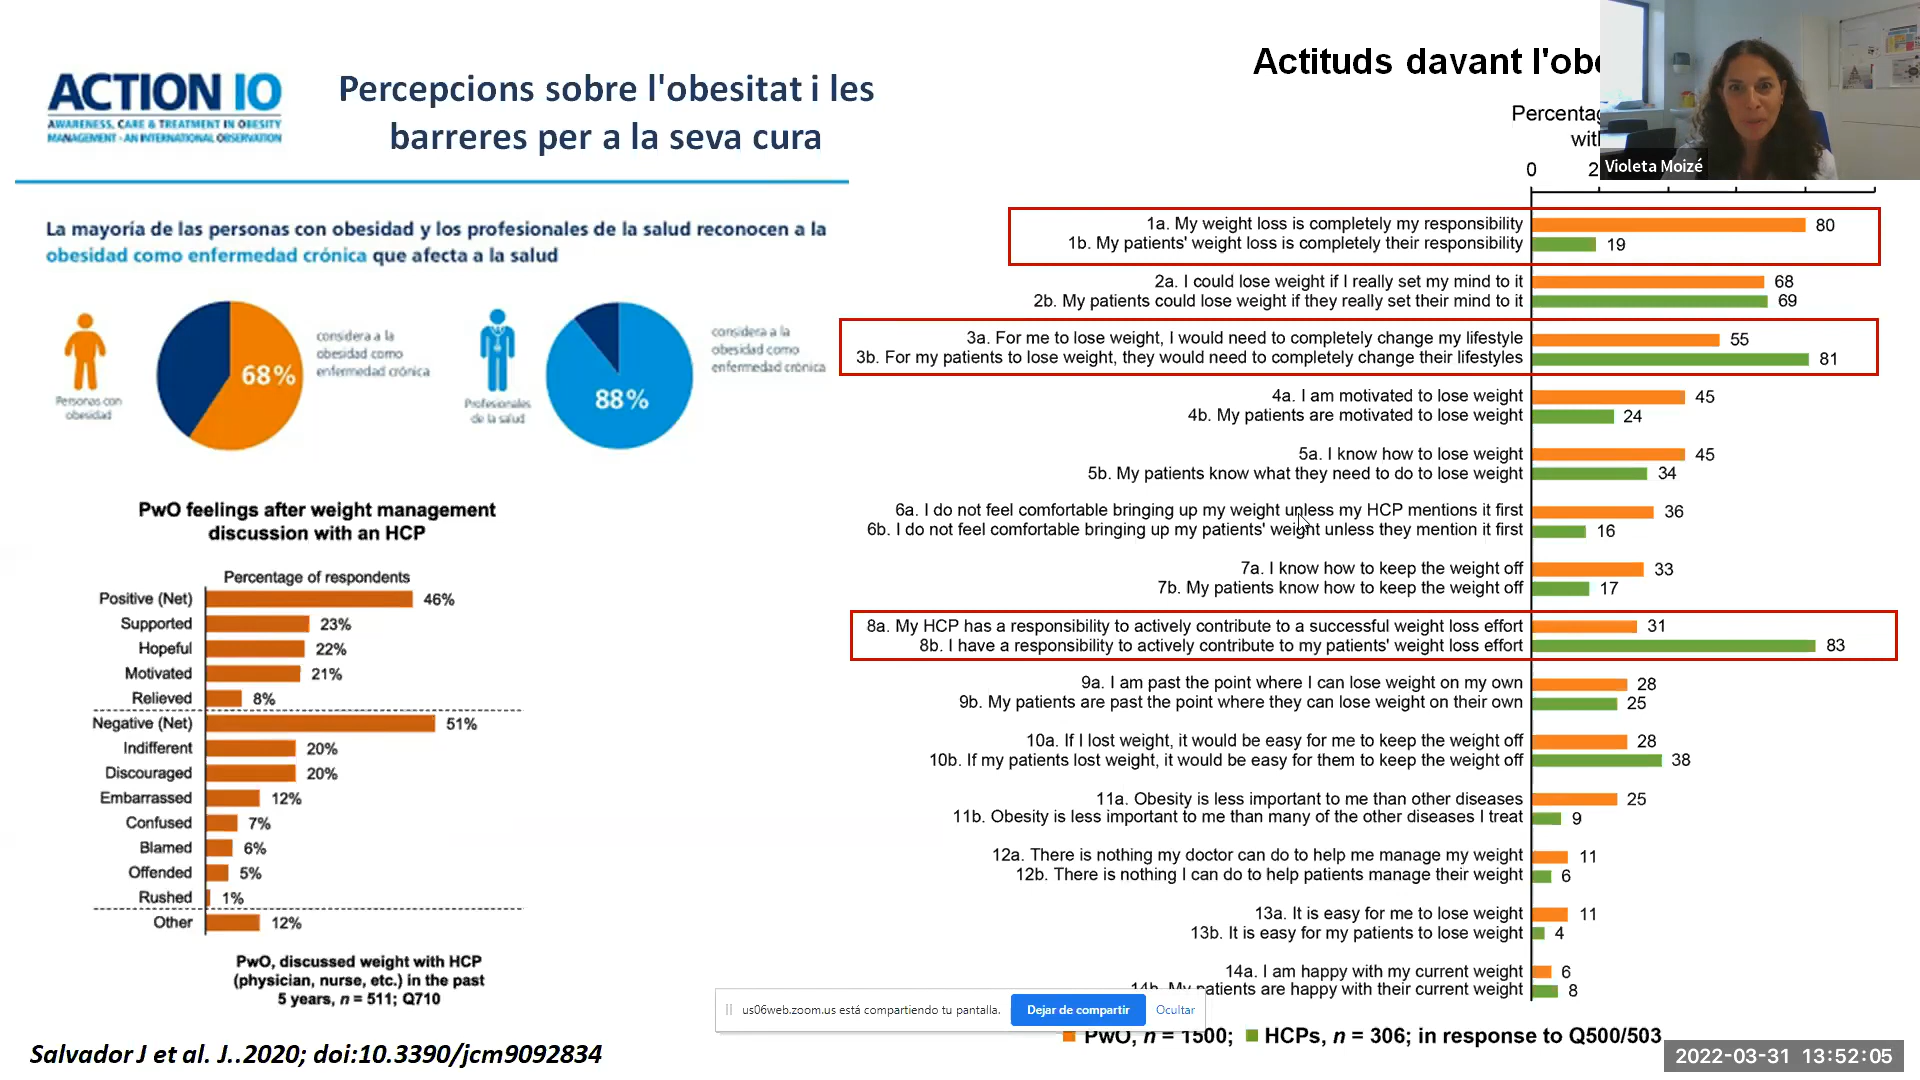 ACTION IO
AWARENESS, CARE & TREATMENT IN OBESITY
MANAGEMENT - AN INTERNATIONAL OBSERVATION
Percepcions sobre l'obesitat i les
barreres per a la seva cura
La mayoría de las personas con obesidad y los profesionales de la salud reconocen a la
obesidad como enfermedad crónica que afecta a la salud
Personas con
obesidad
68%
considera a la
obesidad como
enfermedad crónica
Profesionales
de la salud
88%
considera a la
obesidad como
enfermedad crónica
PwO feelings after weight management
discussion with an HCP
Percentage of respondents
Positive (Net) 46%
Supported 23%
Hopeful 22%
Motivated 21%
Relieved 8%
Negative (Net) 51%
Indifferent 20%
Discouraged 20%
Embarrassed 12%
Confused 7%
Blamed 6%
Offended 5%
Rushed 1%
Other 12%
PwO, discussed weight with HCP
(physician, nurse, etc.) in the past
5 years, n = 511; Q710
Salvador J et al. J..2020; doi:10.3390/jcm9092834
Actituds davant l'obe
Percentag
with
0 2
Violeta Moizé
1a. My weight loss is completely my responsibility 80
1b. My patients' weight loss is completely their responsibility 19
2a. I could lose weight if I really set my mind to it 68
2b. My patients could lose weight if they really set their mind to it 69
3a. For me to lose weight, I would need to completely change my lifestyle 55
3b. For my patients to lose weight, they would need to completely change their lifestyles 81
4a. I am motivated to lose weight 45
4b. My patients are motivated to lose weight 24
5a. I know how to lose weight 45
5b. My patients know what they need to do to lose weight 34
6a. I do not feel comfortable bringing up my weight unless my HCP mentions it first 36
6b. I do not feel comfortable bringing up my patients' weight unless they mention it first 16
7a. I know how to keep the weight off 33
7b. My patients know how to keep the weight off 17
8a. My HCP has a responsibility to actively contribute to a successful weight loss effort 31
8b. I have a responsibility to actively contribute to my patients' weight loss effort 83
9a. I am past the point where I can lose weight on my own 28
9b. My patients are past the point where they can lose weight on their own 25
10a. If I lost weight, it would be easy for me to keep the weight off 28
10b. If my patients lost weight, it would be easy for them to keep the weight off 38
11a. Obesity is less important to me than other diseases 25
11b. Obesity is less important to me than many of the other diseases I treat 9
12a. There is nothing my doctor can do to help me manage my weight 11
12b. There is nothing I can do to help patients manage their weight 6
13a. It is easy for me to lose weight 11
13b. It is easy for my patients to lose weight 4
14a. I am happy with my current weight 6
14b. My patients are happy with their current weight 8
us06web.zoom.us está compartiendo tu pantalla. Dejar de compartir Ocultar
PwO, n = 1500; HCPs, n = 306; in response to Q500/503
2022-03-31 13:52:05